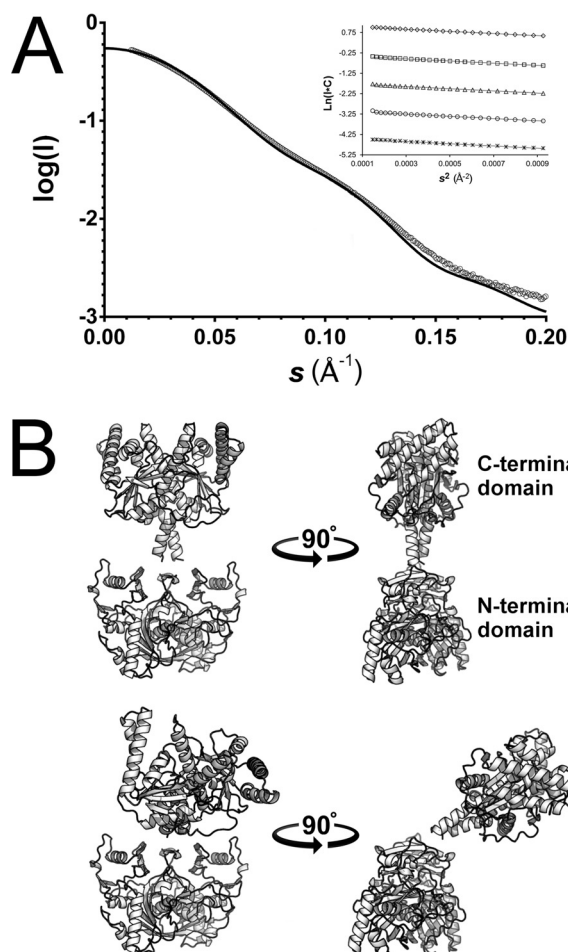 A
0
-1
-2
-3
log(I)
0.00 0.05 0.10 0.15 0.20
s (Å-1)
0.75
-0.25
-1.25
-2.25
-3.25
-4.25
-5.25
Ln(I+C)
0.0001 0.0003 0.0005 0.0007 0.0009
s2 (Å-2)
B
90°
C-termina
domain
N-termina
domain
90°